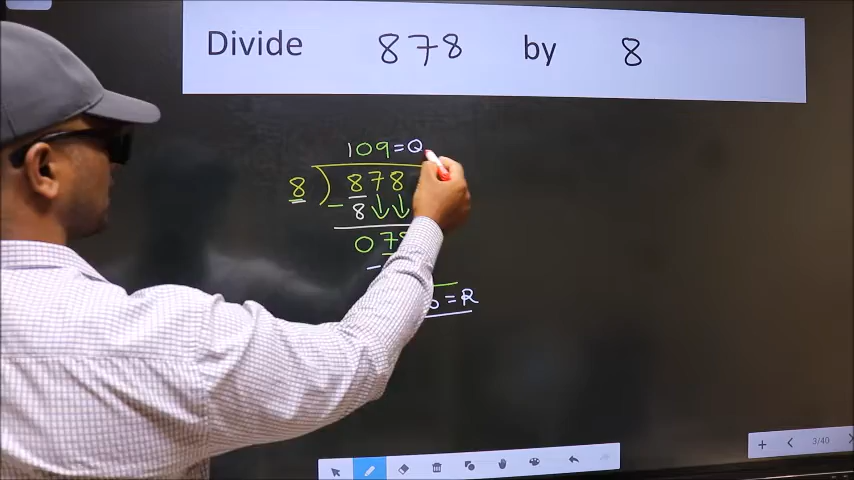 Divide 878 by 8
109 = Q
8 ) 878
- 8 ↓ ↓
078
-
= R
3/40